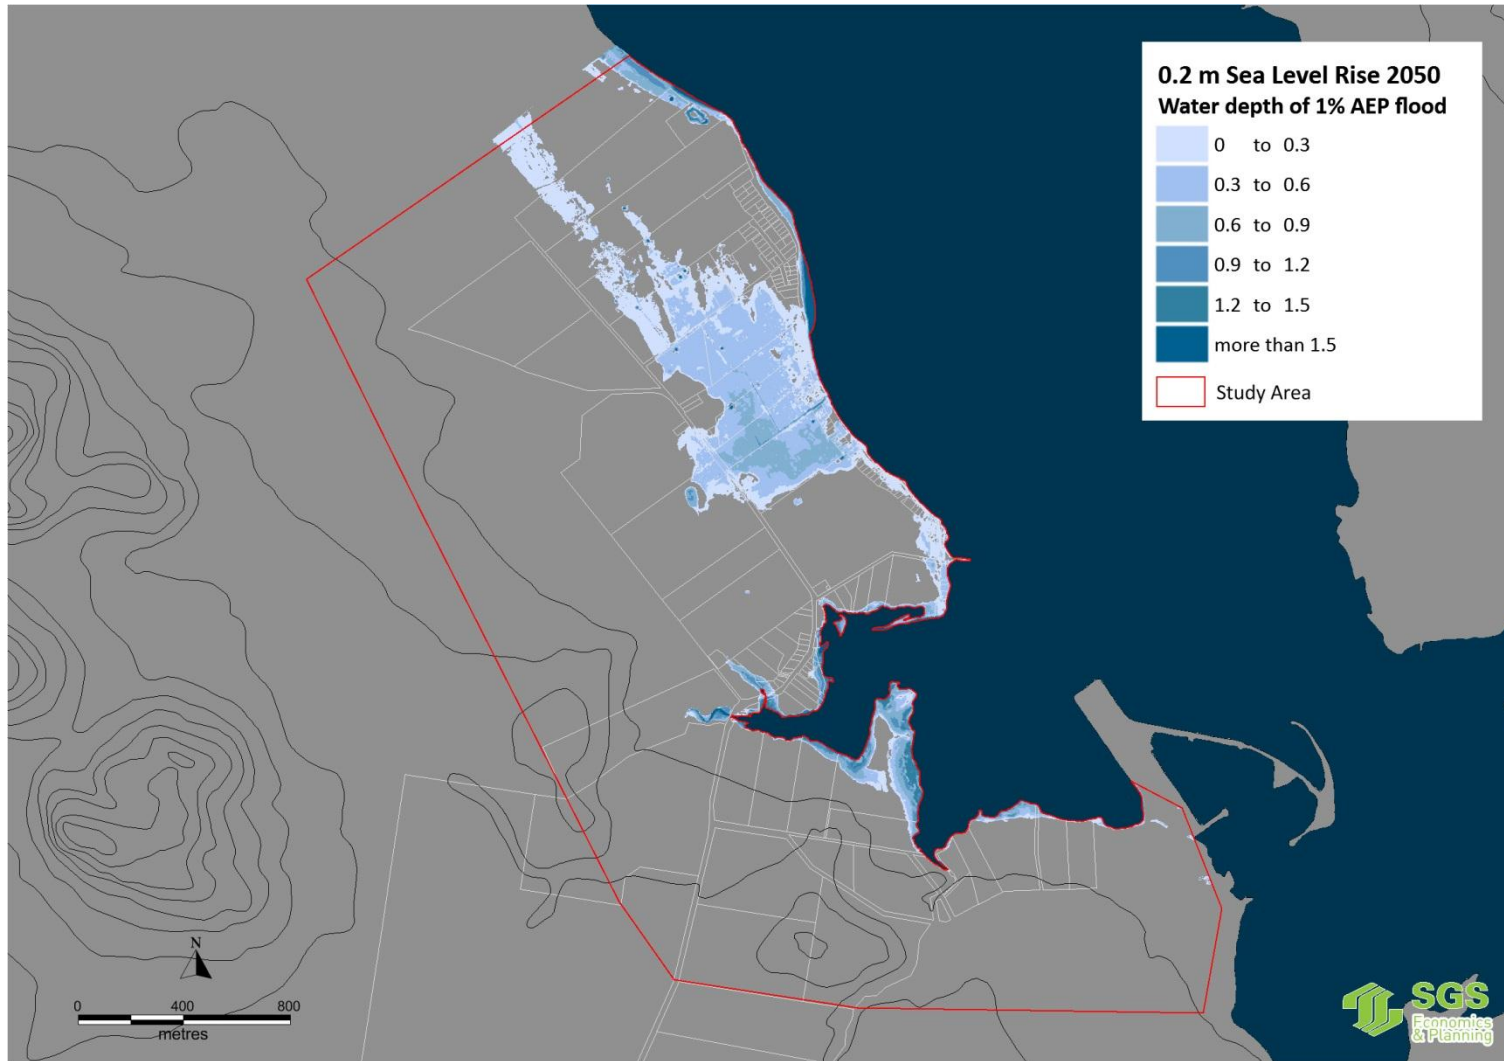 0.2 m Sea Level Rise 2050
Water depth of 1% AEP flood
0 to 0.3
0.3 to 0.6
0.6 to 0.9
0.9 to 1.2
1.2 to 1.5
more than 1.5
Study Area
N
0 400 800
metres
SGS
Economics
& Planning